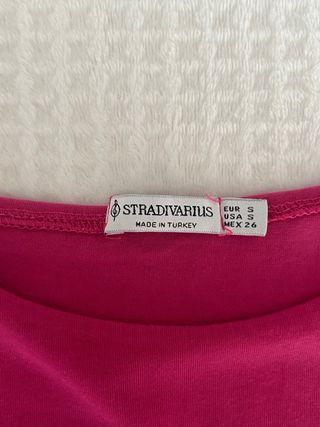 STRADIVARIUS
MADE IN TURKEY
EUR S
USA S
MEX 26